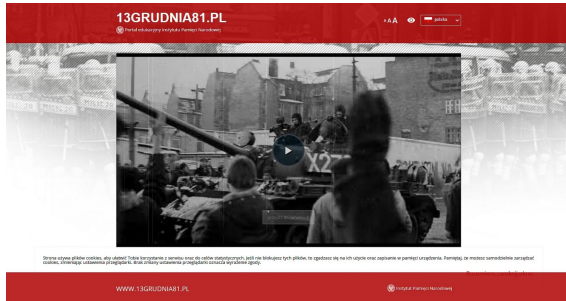 13GRUDNIA81.PL
Portal edukacyjny Instytutu Pamięci Narodowej
A A A
polska
X27
Strona używa plików cookies, aby ułatwić Tobie korzystanie z serwisu oraz do celów statystycznych. Jeśli nie blokujesz tych plików, to zgadzasz się na ich użycie oraz zapisanie w pamięci urządzenia. Pamiętaj, że możesz samodzielnie zarządzać
cookies, zmieniając ustawienia przeglądarki. Brak zmiany ustawienia przeglądarki oznacza wyrażenie zgody.
WWW.13GRUDNIA81.PL
Instytut Pamięci Narodowej